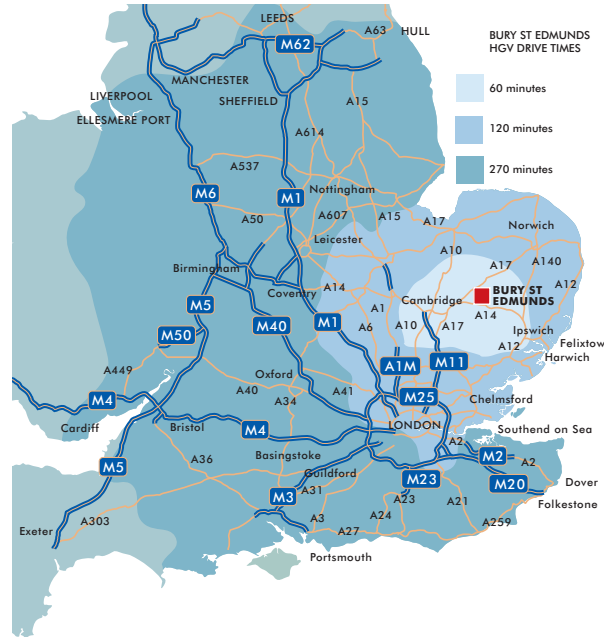 LEEDS
A63
HULL
M62
BURY ST EDMUNDS
HGV DRIVE TIMES
MANCHESTER
60 minutes
LIVERPOOL
SHEFFIELD
A15
ELLESMERE PORT
120 minutes
A614
A537
270 minutes
M6
M1
Nottingham
A50
A607
A15
A17
Norwich
Leicester
A10
Birmingham
A17
A140
A14
A12
Coventry
BURY ST
EDMUNDS
Cambridge
M5
A1
A14
M40
M1
A6
A10
A17
Ipswich
M50
Felixtow
A12
Harwich
A449
Oxford
A1M
M11
A40
A41
M4
A34
M25
Chelmsford
Cardiff
Bristol
M4
LONDON
Southend on Sea
A2
A36
Basingstoke
M2
A2
M5
Guildford
M23
M20
Dover
M3
A31
A23
A21
Folkestone
A303
A3
A24
A259
Exeter
A27
Portsmouth